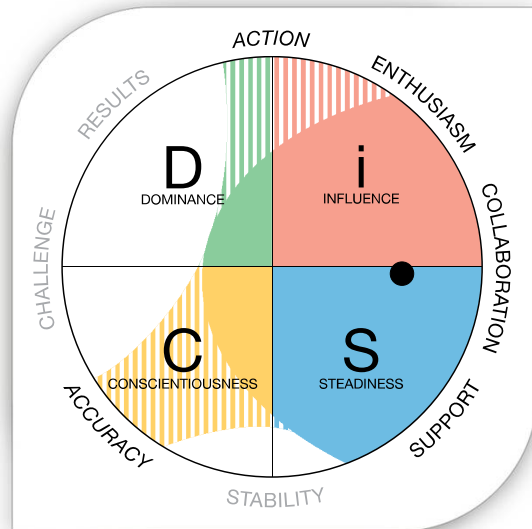 ACTION
ENTHUSIASM
RESULTS
D
DOMINANCE
i
INFLUENCE
CHALLENGE
COLLABORATION
C
CONSCIENTIOUSNESS
S
STEADINESS
ACCURACY
SUPPORT
STABILITY